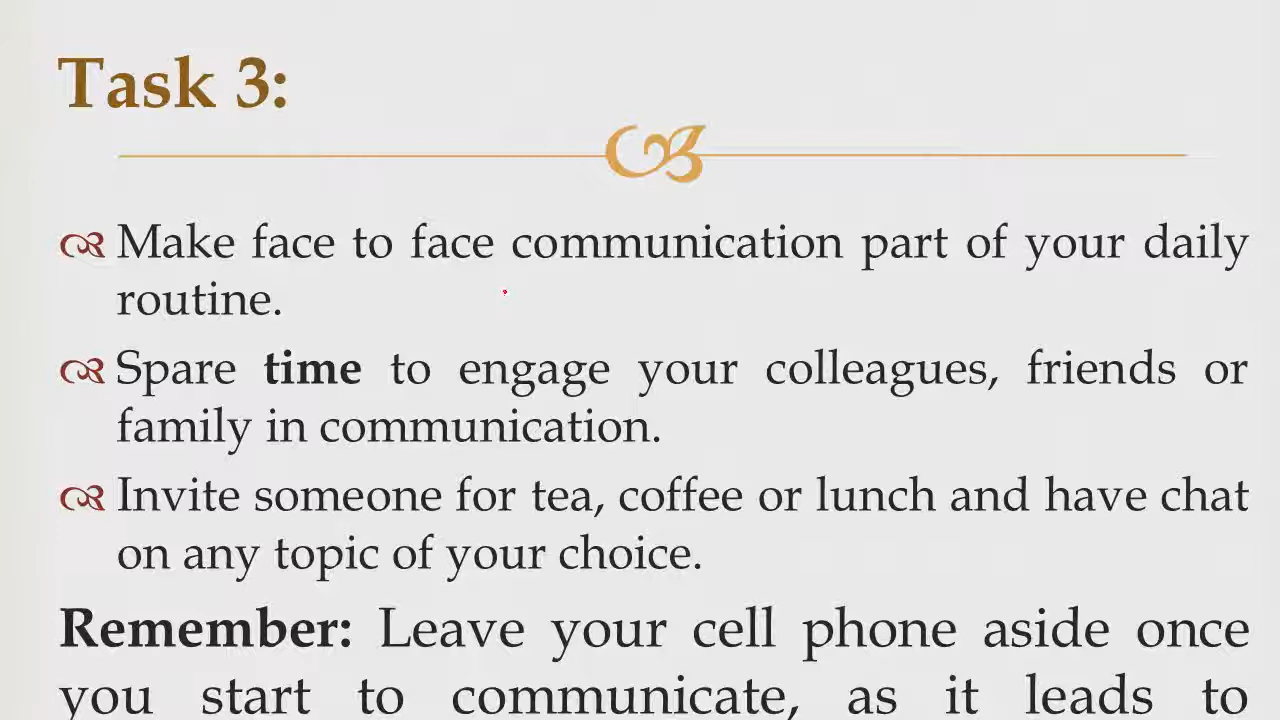 Task 3:
Make face to face communication part of your daily
routine.
Spare time to engage your colleagues, friends or
family in communication.
Invite someone for tea, coffee or lunch and have chat
on any topic of your choice.
Remember: Leave your cell phone aside once
you start to communicate, as it leads to